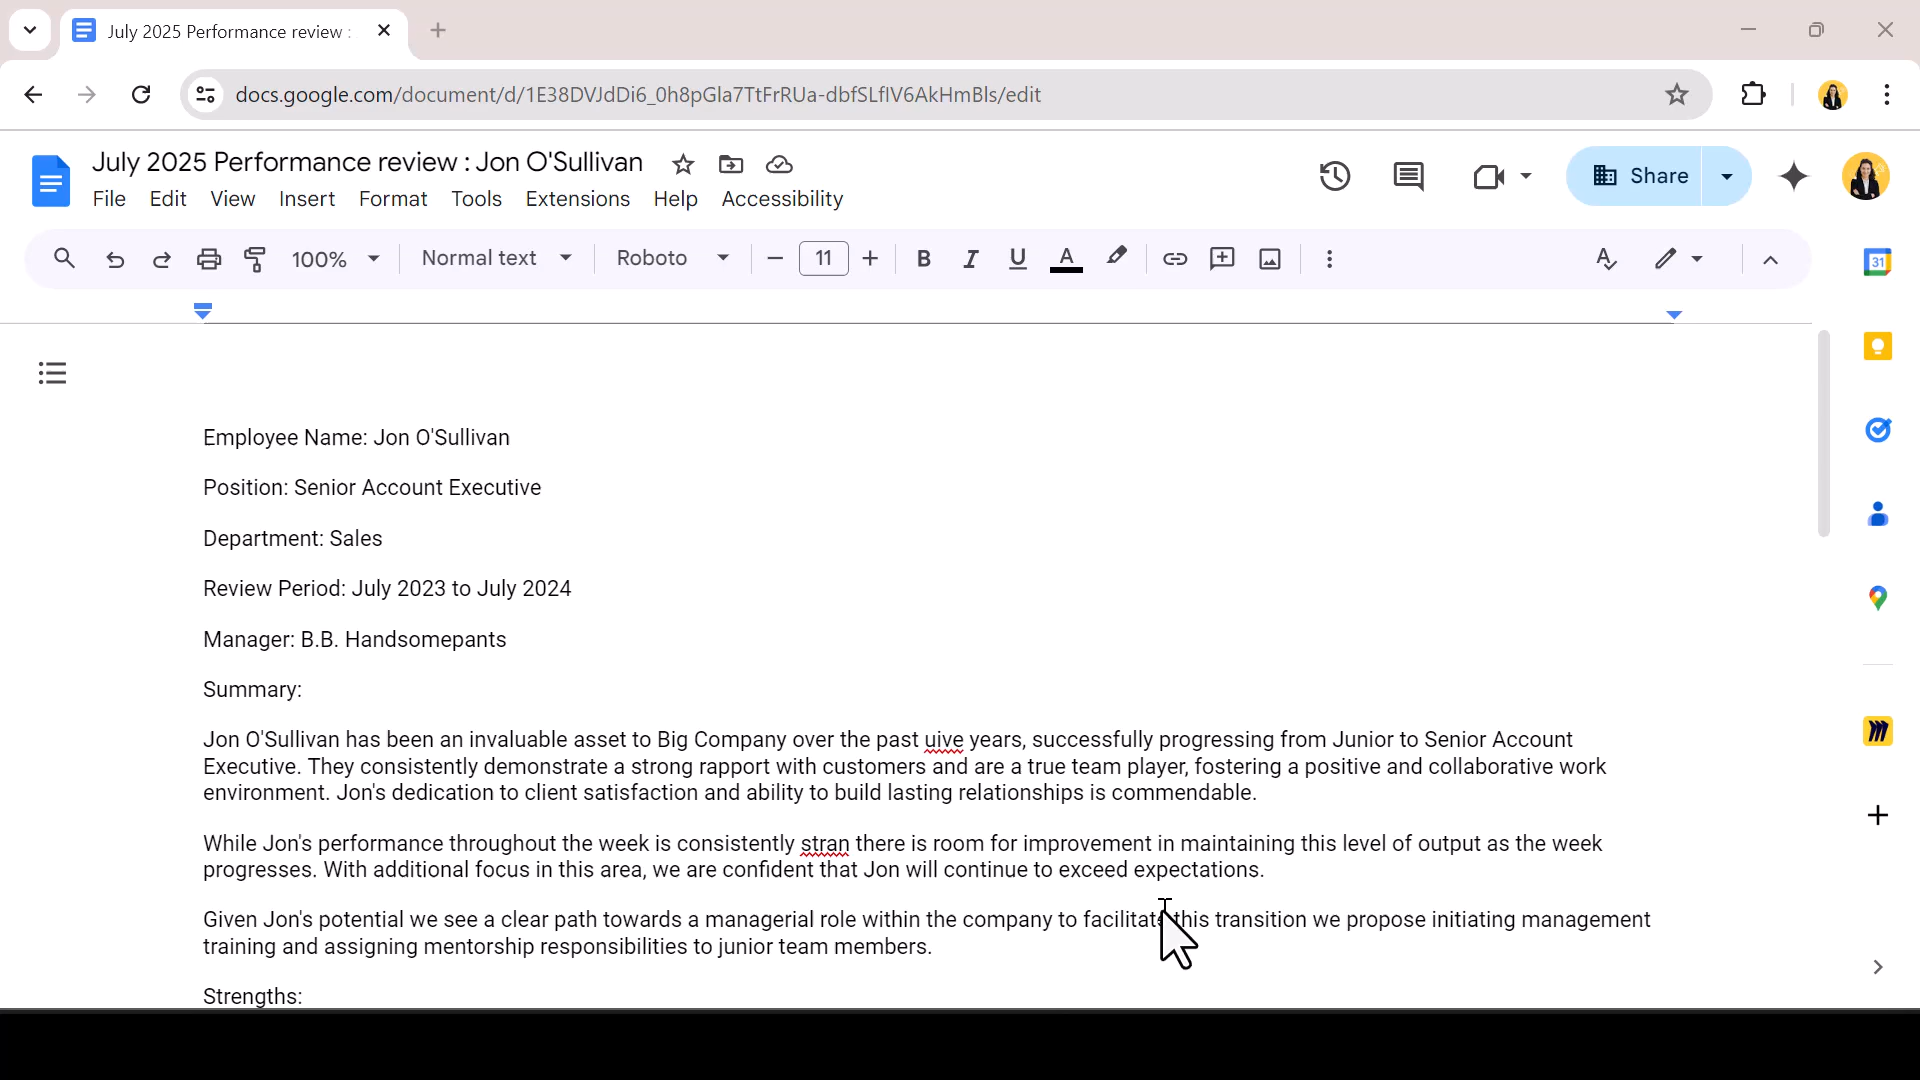 July 2025 Performance review :
docs.google.com/document/d/1E38DVJdDi6_0h8pGla7TtFrRUa-dbfSLflV6AkHmBls/edit
July 2025 Performance review : Jon O'Sullivan
File Edit View Insert Format Tools Extensions Help Accessibility
Share
100% Normal text Roboto 11 B I U A
31
Employee Name: Jon O'Sullivan
Position: Senior Account Executive
Department: Sales
Review Period: July 2023 to July 2024
Manager: B.B. Handsomepants
Summary:
Jon O'Sullivan has been an invaluable asset to Big Company over the past uive years, successfully progressing from Junior to Senior Account
Executive. They consistently demonstrate a strong rapport with customers and are a true team player, fostering a positive and collaborative work
environment. Jon's dedication to client satisfaction and ability to build lasting relationships is commendable.
While Jon's performance throughout the week is consistently stran there is room for improvement in maintaining this level of output as the week
progresses. With additional focus in this area, we are confident that Jon will continue to exceed expectations.
Given Jon's potential we see a clear path towards a managerial role within the company to facilitate this transition we propose initiating management
training and assigning mentorship responsibilities to junior team members.
Strengths: